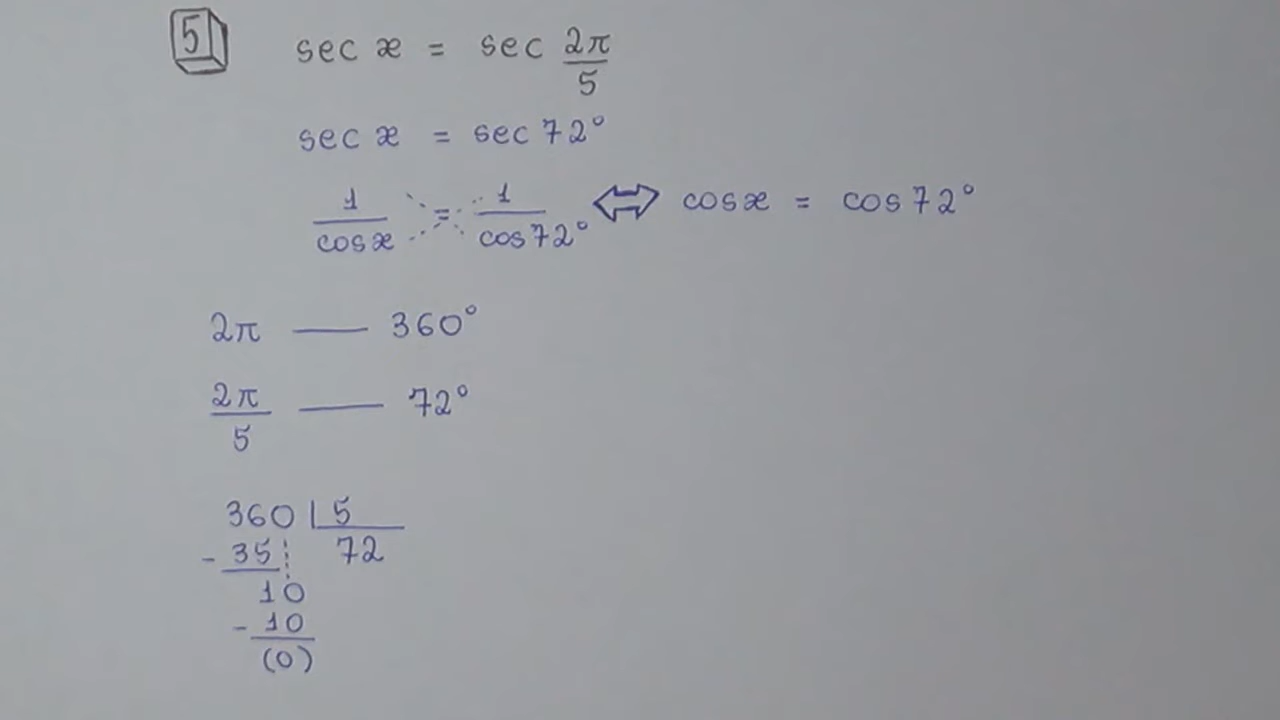 5 sec x = sec 2π/5
sec x = sec 72°
1/cos x = 1/cos 72° ⇔ cos x = cos 72°
2π — 360°
2π/5 — 72°
360 | 5
- 35 72
10
- 10
(0)